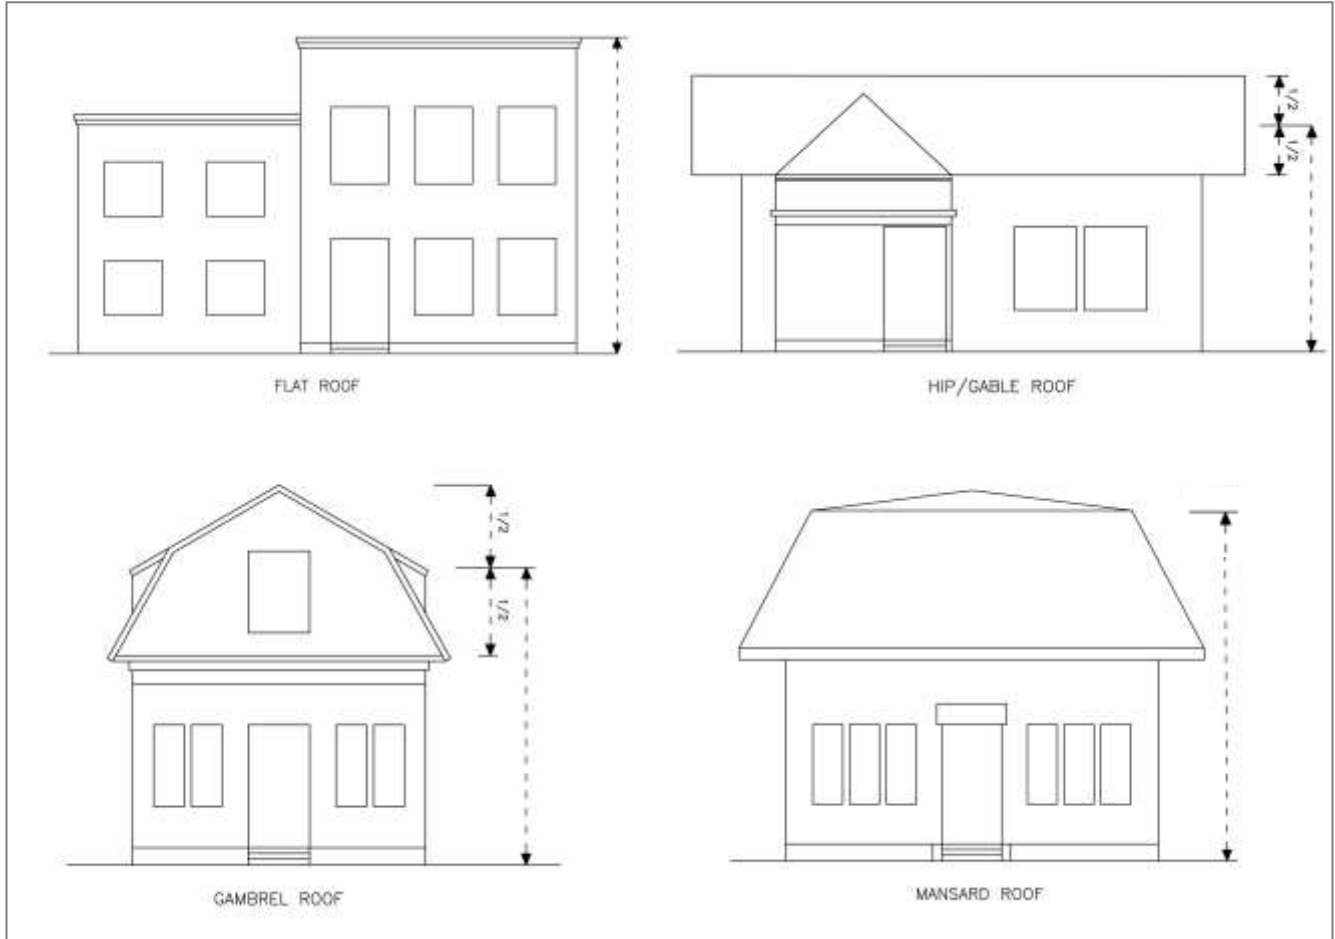 1/2
1/2
FLAT ROOF
HIP/GABLE ROOF
1/2
1/2
GAMBREL ROOF
MANSARD ROOF